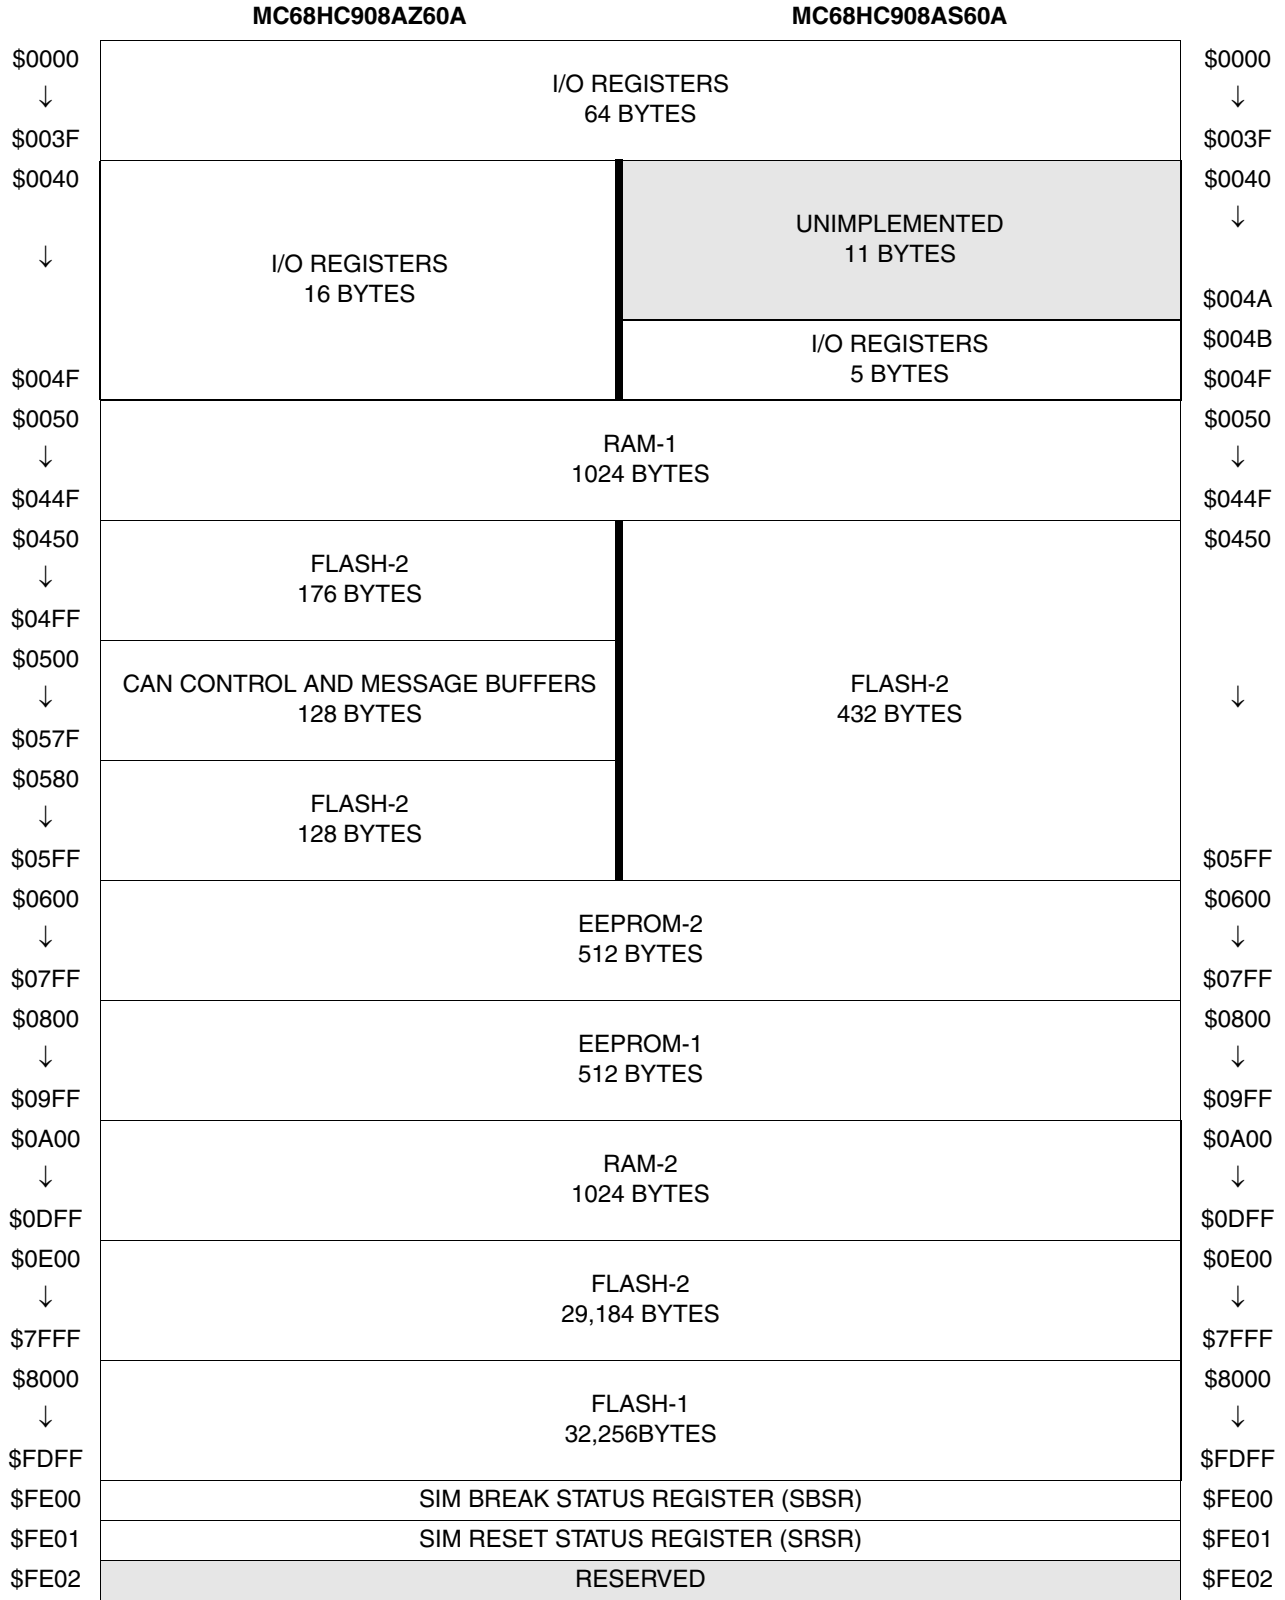 MC68HC908AZ60A MC68HC908AS60A
$0000 $0000
↓ I/O REGISTERS ↓
64 BYTES
$003F $003F
$0040 $0040
↓
UNIMPLEMENTED
11 BYTES
↓ I/O REGISTERS
16 BYTES
$004A
$004B
I/O REGISTERS
5 BYTES
$004F $004F
$0050 $0050
RAM-1
↓ ↓
1024 BYTES
$044F $044F
$0450 $0450
FLASH-2
↓
176 BYTES
$04FF
$0500
CAN CONTROL AND MESSAGE BUFFERS FLASH-2
↓ ↓
128 BYTES 432 BYTES
$057F
$0580
FLASH-2
↓
128 BYTES
$05FF $05FF
$0600 $0600
EEPROM-2
↓ ↓
512 BYTES
$07FF $07FF
$0800 $0800
EEPROM-1
↓ ↓
512 BYTES
$09FF $09FF
$0A00 $0A00
RAM-2
↓ ↓
1024 BYTES
$0DFF $0DFF
$0E00 $0E00
FLASH-2
↓ ↓
29,184 BYTES
$7FFF $7FFF
$8000 $8000
FLASH-1
↓ ↓
32,256BYTES
$FDFF $FDFF
$FE00 SIM BREAK STATUS REGISTER (SBSR) $FE00
$FE01 SIM RESET STATUS REGISTER (SRSR) $FE01
$FE02 RESERVED $FE02